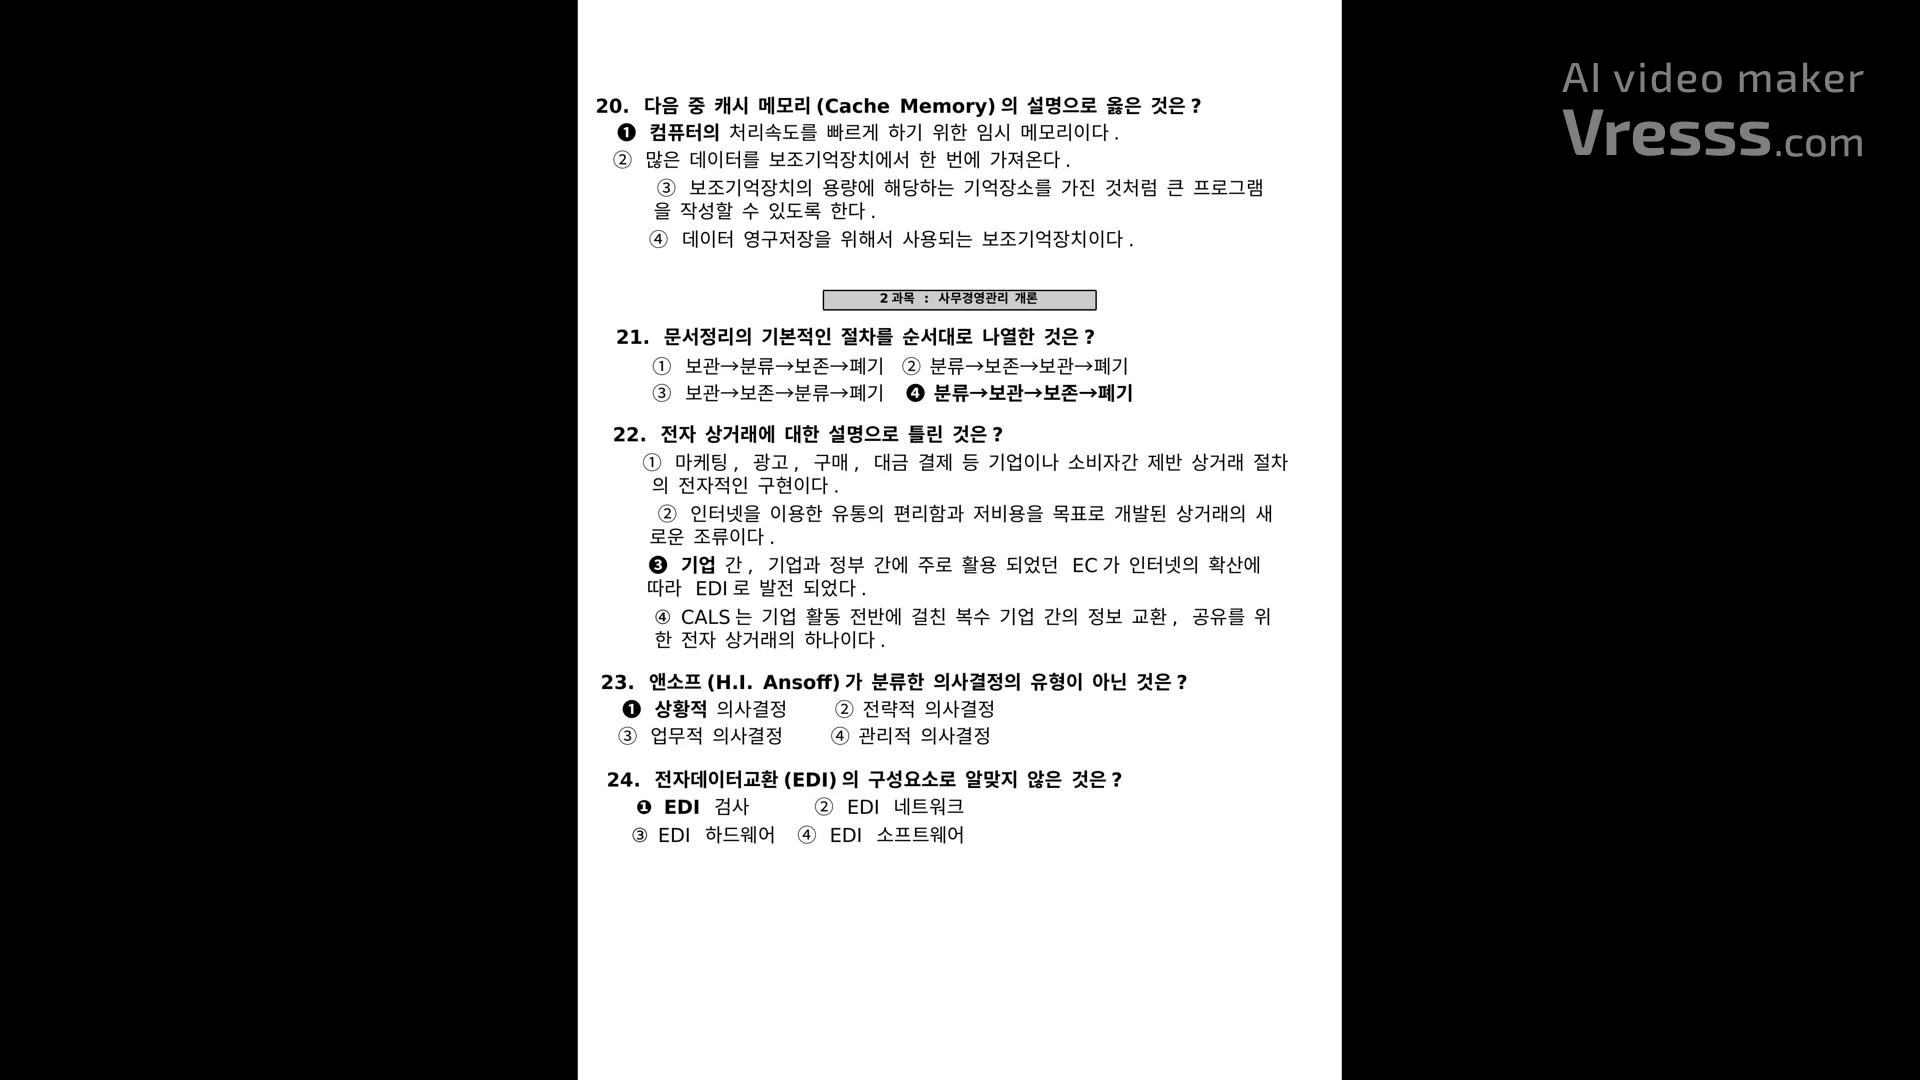 AI video maker
Vresss.com
20. 다음 중 캐시 메모리(Cache Memory)의 설명으로 옳은 것은?
❶ 컴퓨터의 처리속도를 빠르게 하기 위한 임시 메모리이다.
② 많은 데이터를 보조기억장치에서 한 번에 가져온다.
③ 보조기억장치의 용량에 해당하는 기억장소를 가진 것처럼 큰 프로그램
을 작성할 수 있도록 한다.
④ 데이터 영구저장을 위해서 사용되는 보조기억장치이다.
2과목 : 사무경영관리 개론
21. 문서정리의 기본적인 절차를 순서대로 나열한 것은?
① 보관→분류→보존→폐기 ② 분류→보존→보관→폐기
③ 보관→보존→분류→폐기 ❹ 분류→보관→보존→폐기
22. 전자 상거래에 대한 설명으로 틀린 것은?
① 마케팅, 광고, 구매, 대금 결제 등 기업이나 소비자간 제반 상거래 절차
의 전자적인 구현이다.
② 인터넷을 이용한 유통의 편리함과 저비용을 목표로 개발된 상거래의 새
로운 조류이다.
❸ 기업 간, 기업과 정부 간에 주로 활용 되었던 EC가 인터넷의 확산에
따라 EDI로 발전 되었다.
④ CALS는 기업 활동 전반에 걸친 복수 기업 간의 정보 교환, 공유를 위
한 전자 상거래의 하나이다.
23. 앤소프(H.I. Ansoff)가 분류한 의사결정의 유형이 아닌 것은?
❶ 상황적 의사결정 ② 전략적 의사결정
③ 업무적 의사결정 ④ 관리적 의사결정
24. 전자데이터교환(EDI)의 구성요소로 알맞지 않은 것은?
❶ EDI 검사 ② EDI 네트워크
③ EDI 하드웨어 ④ EDI 소프트웨어